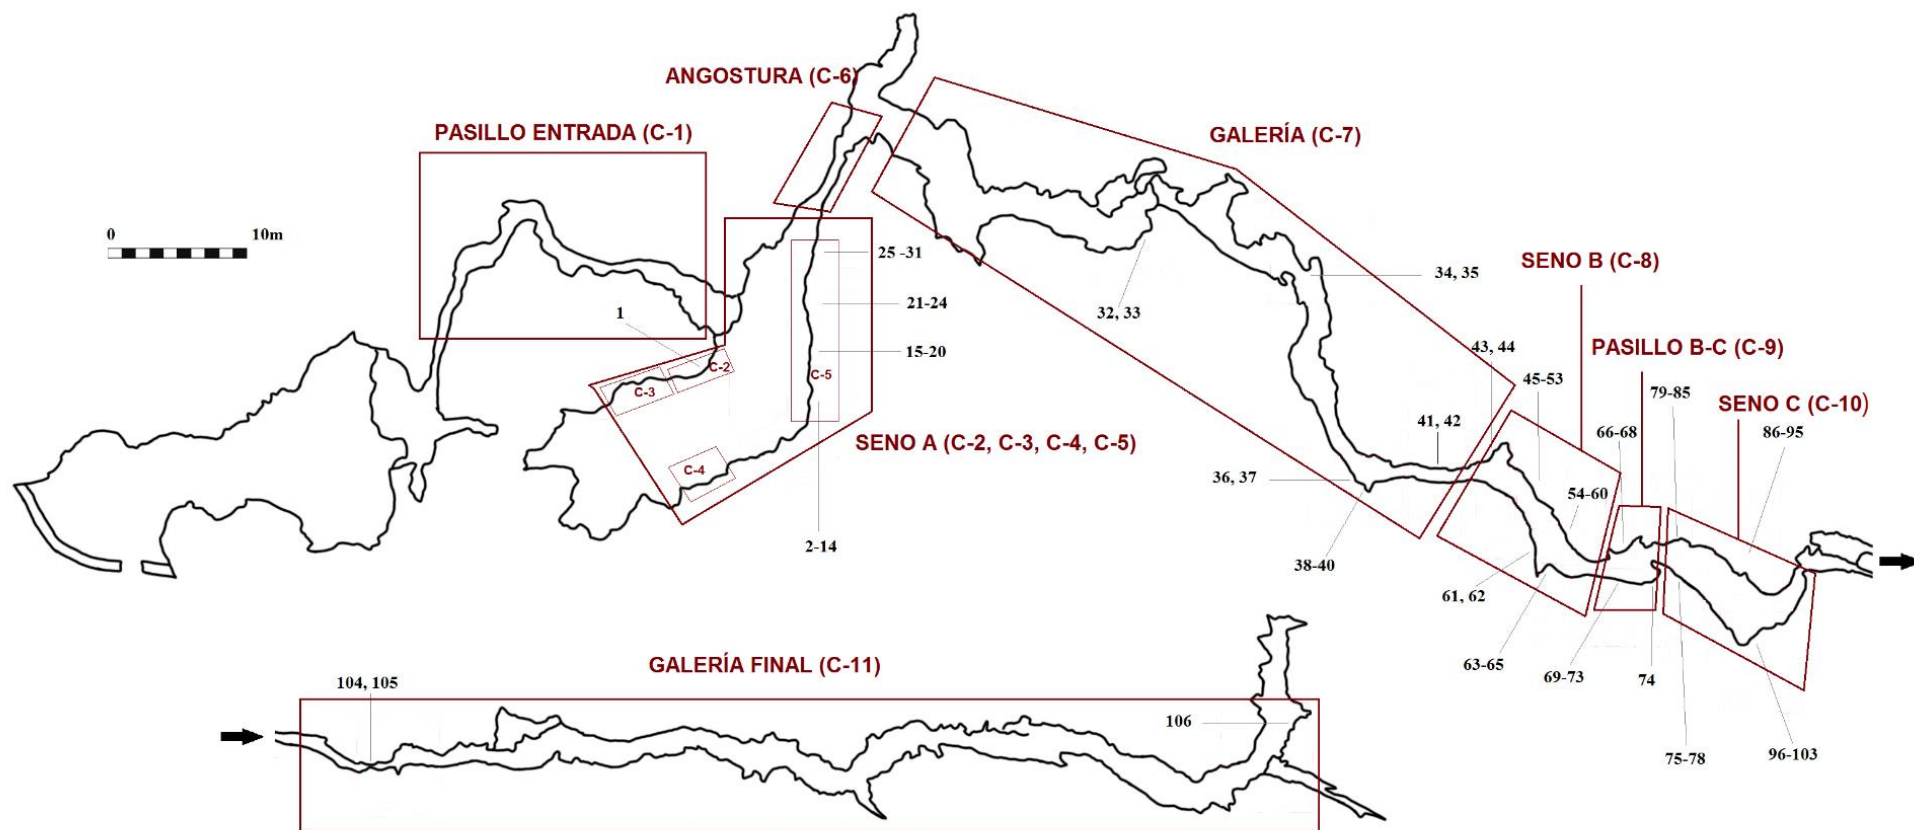 ANGOSTURA (C-6)
PASILLO ENTRADA (C-1)
GALERÍA (C-7)
0 10m
25 -31
34, 35
SENO B (C-8)
21-24
1
32, 33
15-20
43, 44
PASILLO B-C (C-9)
C-2
C-5
C-3
45-53
79-85
SENO C (C-10)
41, 42
66-68
86-95
SENO A (C-2, C-3, C-4, C-5)
C-4
36, 37
54-60
2-14
38-40
61, 62
63-65
69-73
74
75-78
96-103
GALERÍA FINAL (C-11)
104, 105
106